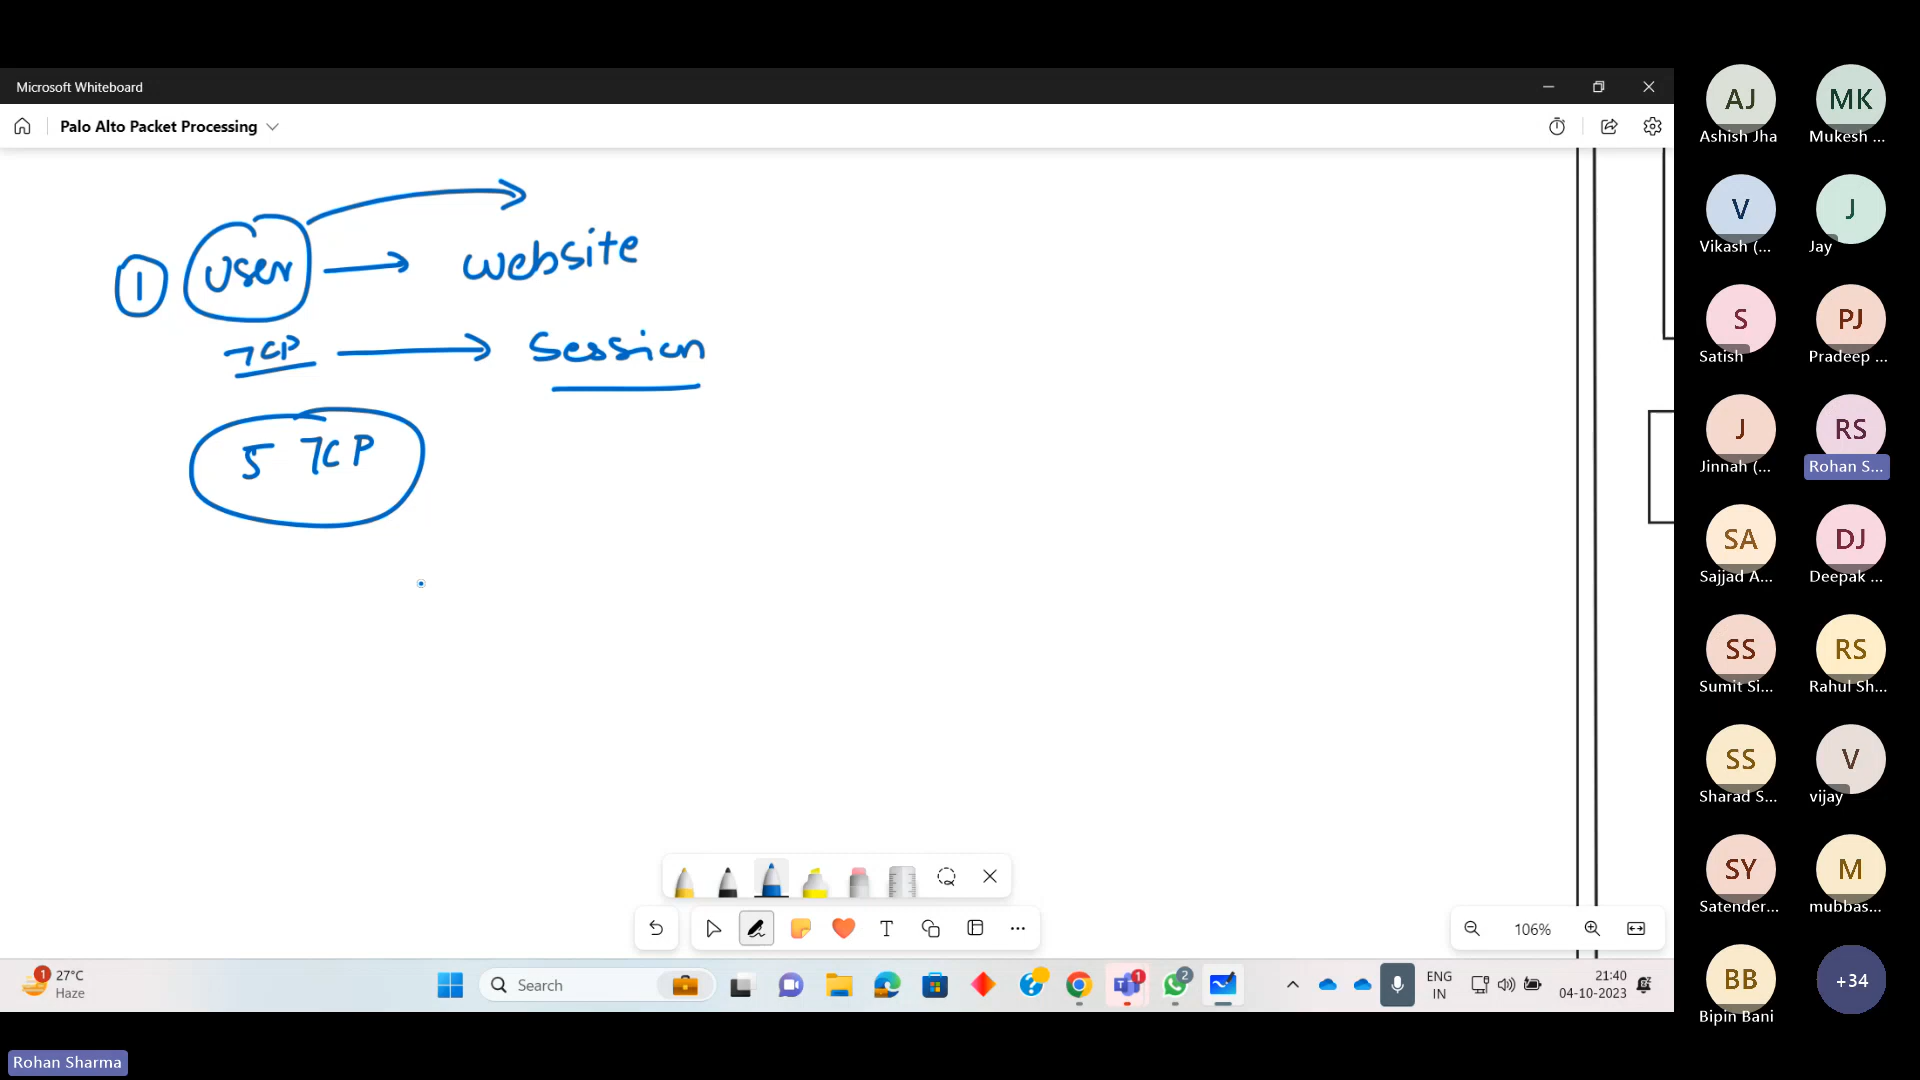 Microsoft Whiteboard
Palo Alto Packet Processing
1 User → Website
TCP → Session
5 TCP
106%
1 27°C
Haze
Search
1
2
ENG
IN
21:40
04-10-2023
AJ
Ashish Jha
MK
Mukesh ...
V
Vikash (...
J
Jay
S
Satish
PJ
Pradeep ...
J
Jinnah (...
RS
Rohan S...
SA
Sajjad A...
DJ
Deepak ...
SS
Sumit Si...
RS
Rahul Sh...
SS
Sharad S...
V
vijay
SY
Satender...
M
mubbas...
BB
Bipin Bani
+34
Rohan Sharma